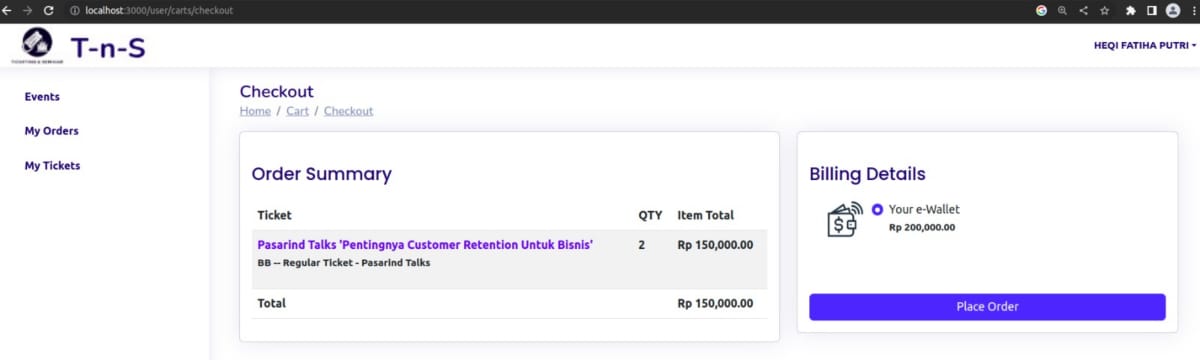 localhost:3000/user/carts/checkout
T-n-S
HEQI FATIHA PUTRI
Events
My Orders
My Tickets
Checkout
Home / Cart / Checkout
Order Summary
Ticket QTY Item Total
Pasarind Talks 'Pentingnya Customer Retention Untuk Bisnis' 2 Rp 150,000.00
BB -- Regular Ticket - Pasarind Talks
Total Rp 150,000.00
Billing Details
Your e-Wallet
Rp 200,000.00
Place Order